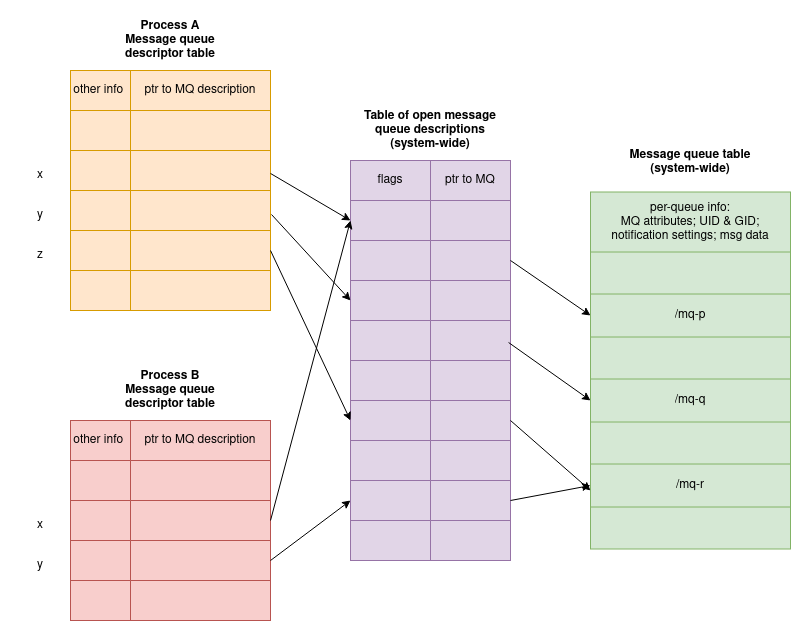 Process A
Message queue
descriptor table
other info
ptr to MQ description
x
y
z
Process B
Message queue
descriptor table
other info
ptr to MQ description
x
y
Table of open message
queue descriptions
(system-wide)
flags
ptr to MQ
Message queue table
(system-wide)
per-queue info:
MQ attributes; UID & GID;
notification settings; msg data
/mq-p
/mq-q
/mq-r